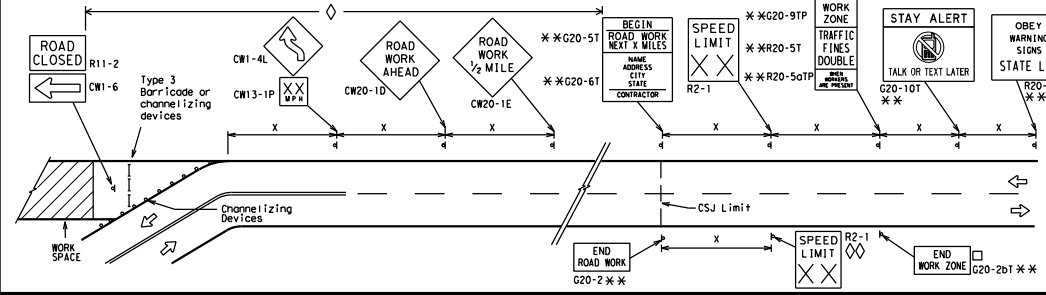 ◇
ROAD
CLOSED
R11-2
CW1-6
Type 3
Barricade or
channelizing
devices
CW1-4L
XX
MPH
CW13-1P
ROAD
WORK
AHEAD
CW20-1D
ROAD
WORK
1/2 MILE
CW20-1E
BEGIN
ROAD WORK
NEXT X MILES
NAME
ADDRESS
CITY
STATE
CONTRACTOR
✶✶G20-5T
✶✶G20-6T
SPEED
LIMIT
XX
R2-1
WORK
ZONE
TRAFFIC
FINES
DOUBLE
WHEN
WORKERS
ARE PRESENT
✶✶G20-9TP
✶✶R20-5T
✶✶R20-5aTP
STAY ALERT
TALK OR TEXT LATER
G20-10T
✶✶
OBEY
WARNING
SIGNS
STATE L
R20-
✶✶
X
X
X
X
X
X
X
Channelizing
Devices
WORK
SPACE
CSJ Limit
END
ROAD WORK
G20-2✶✶
X
SPEED
LIMIT
XX
R2-1
◇◇
END
WORK ZONE
□
G20-2bT✶✶